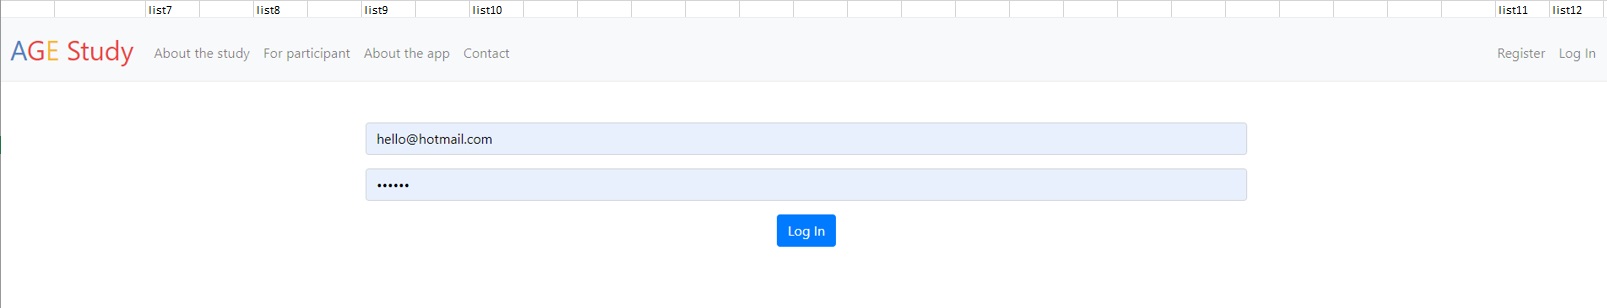 list7 list8 list9 list10 list11 list12
AGE Study About the study For participant About the app Contact Register Log In
hello@hotmail.com
••••••
Log In